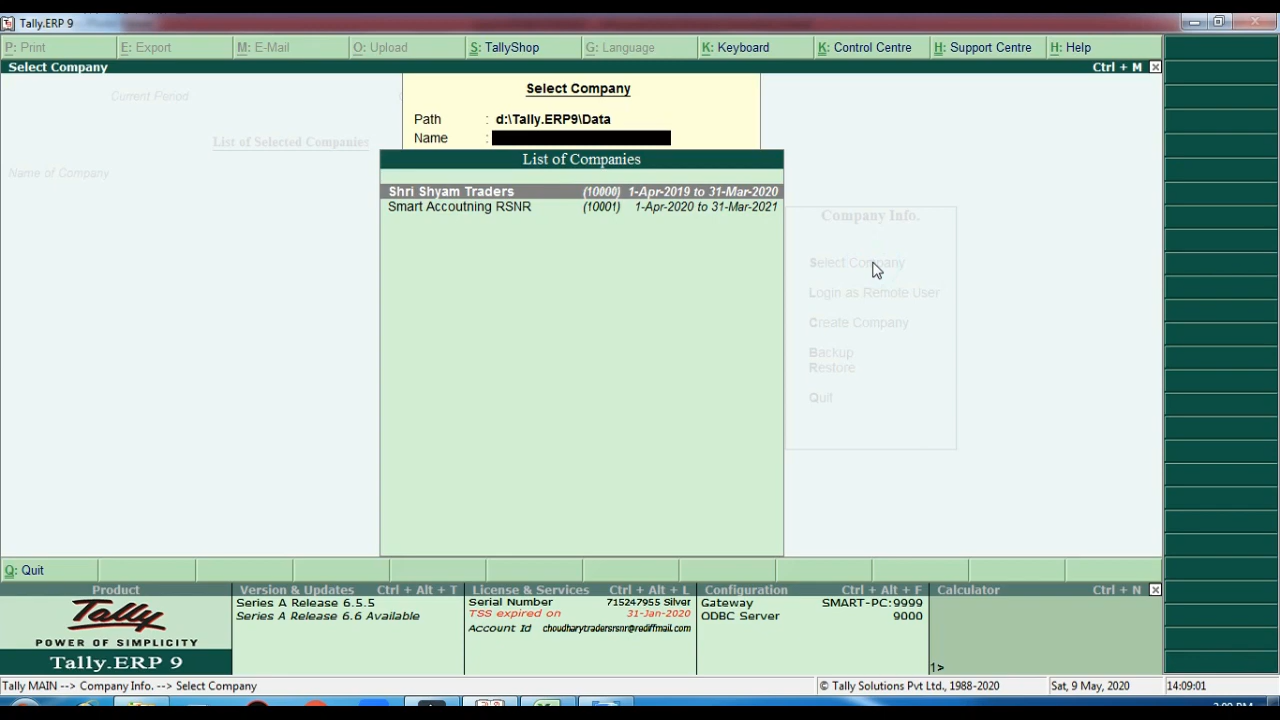 Tally.ERP 9
P: Print E: Export M: E-Mail O: Upload S: TallyShop G: Language K: Keyboard K: Control Centre H: Support Centre H: Help
Select Company Ctrl + M
Current Period
Select Company
Path : d:\Tally.ERP9\Data
Name :
List of Selected Companies
Name of Company
List of Companies
Shri Shyam Traders (10000) 1-Apr-2019 to 31-Mar-2020
Smart Accoutning RSNR (10001) 1-Apr-2020 to 31-Mar-2021
Company Info.
Select Company
Login as Remote User
Create Company
Backup
Restore
Quit
Q: Quit
Product
Tally
POWER OF SIMPLICITY
Tally.ERP 9
Version & Updates Ctrl + Alt + T
Series A Release 6.5.5
Series A Release 6.6 Available
License & Services Ctrl + Alt + L
Serial Number 715247955 Silver
TSS expired on 31-Jan-2020
Account Id choudharytradersrsnr@rediffmail.com
Configuration Ctrl + Alt + F
Gateway SMART-PC:9999
ODBC Server 9000
Calculator Ctrl + N
1>
Tally MAIN --> Company Info. --> Select Company © Tally Solutions Pvt Ltd., 1988-2020 Sat, 9 May, 2020 14:09:01